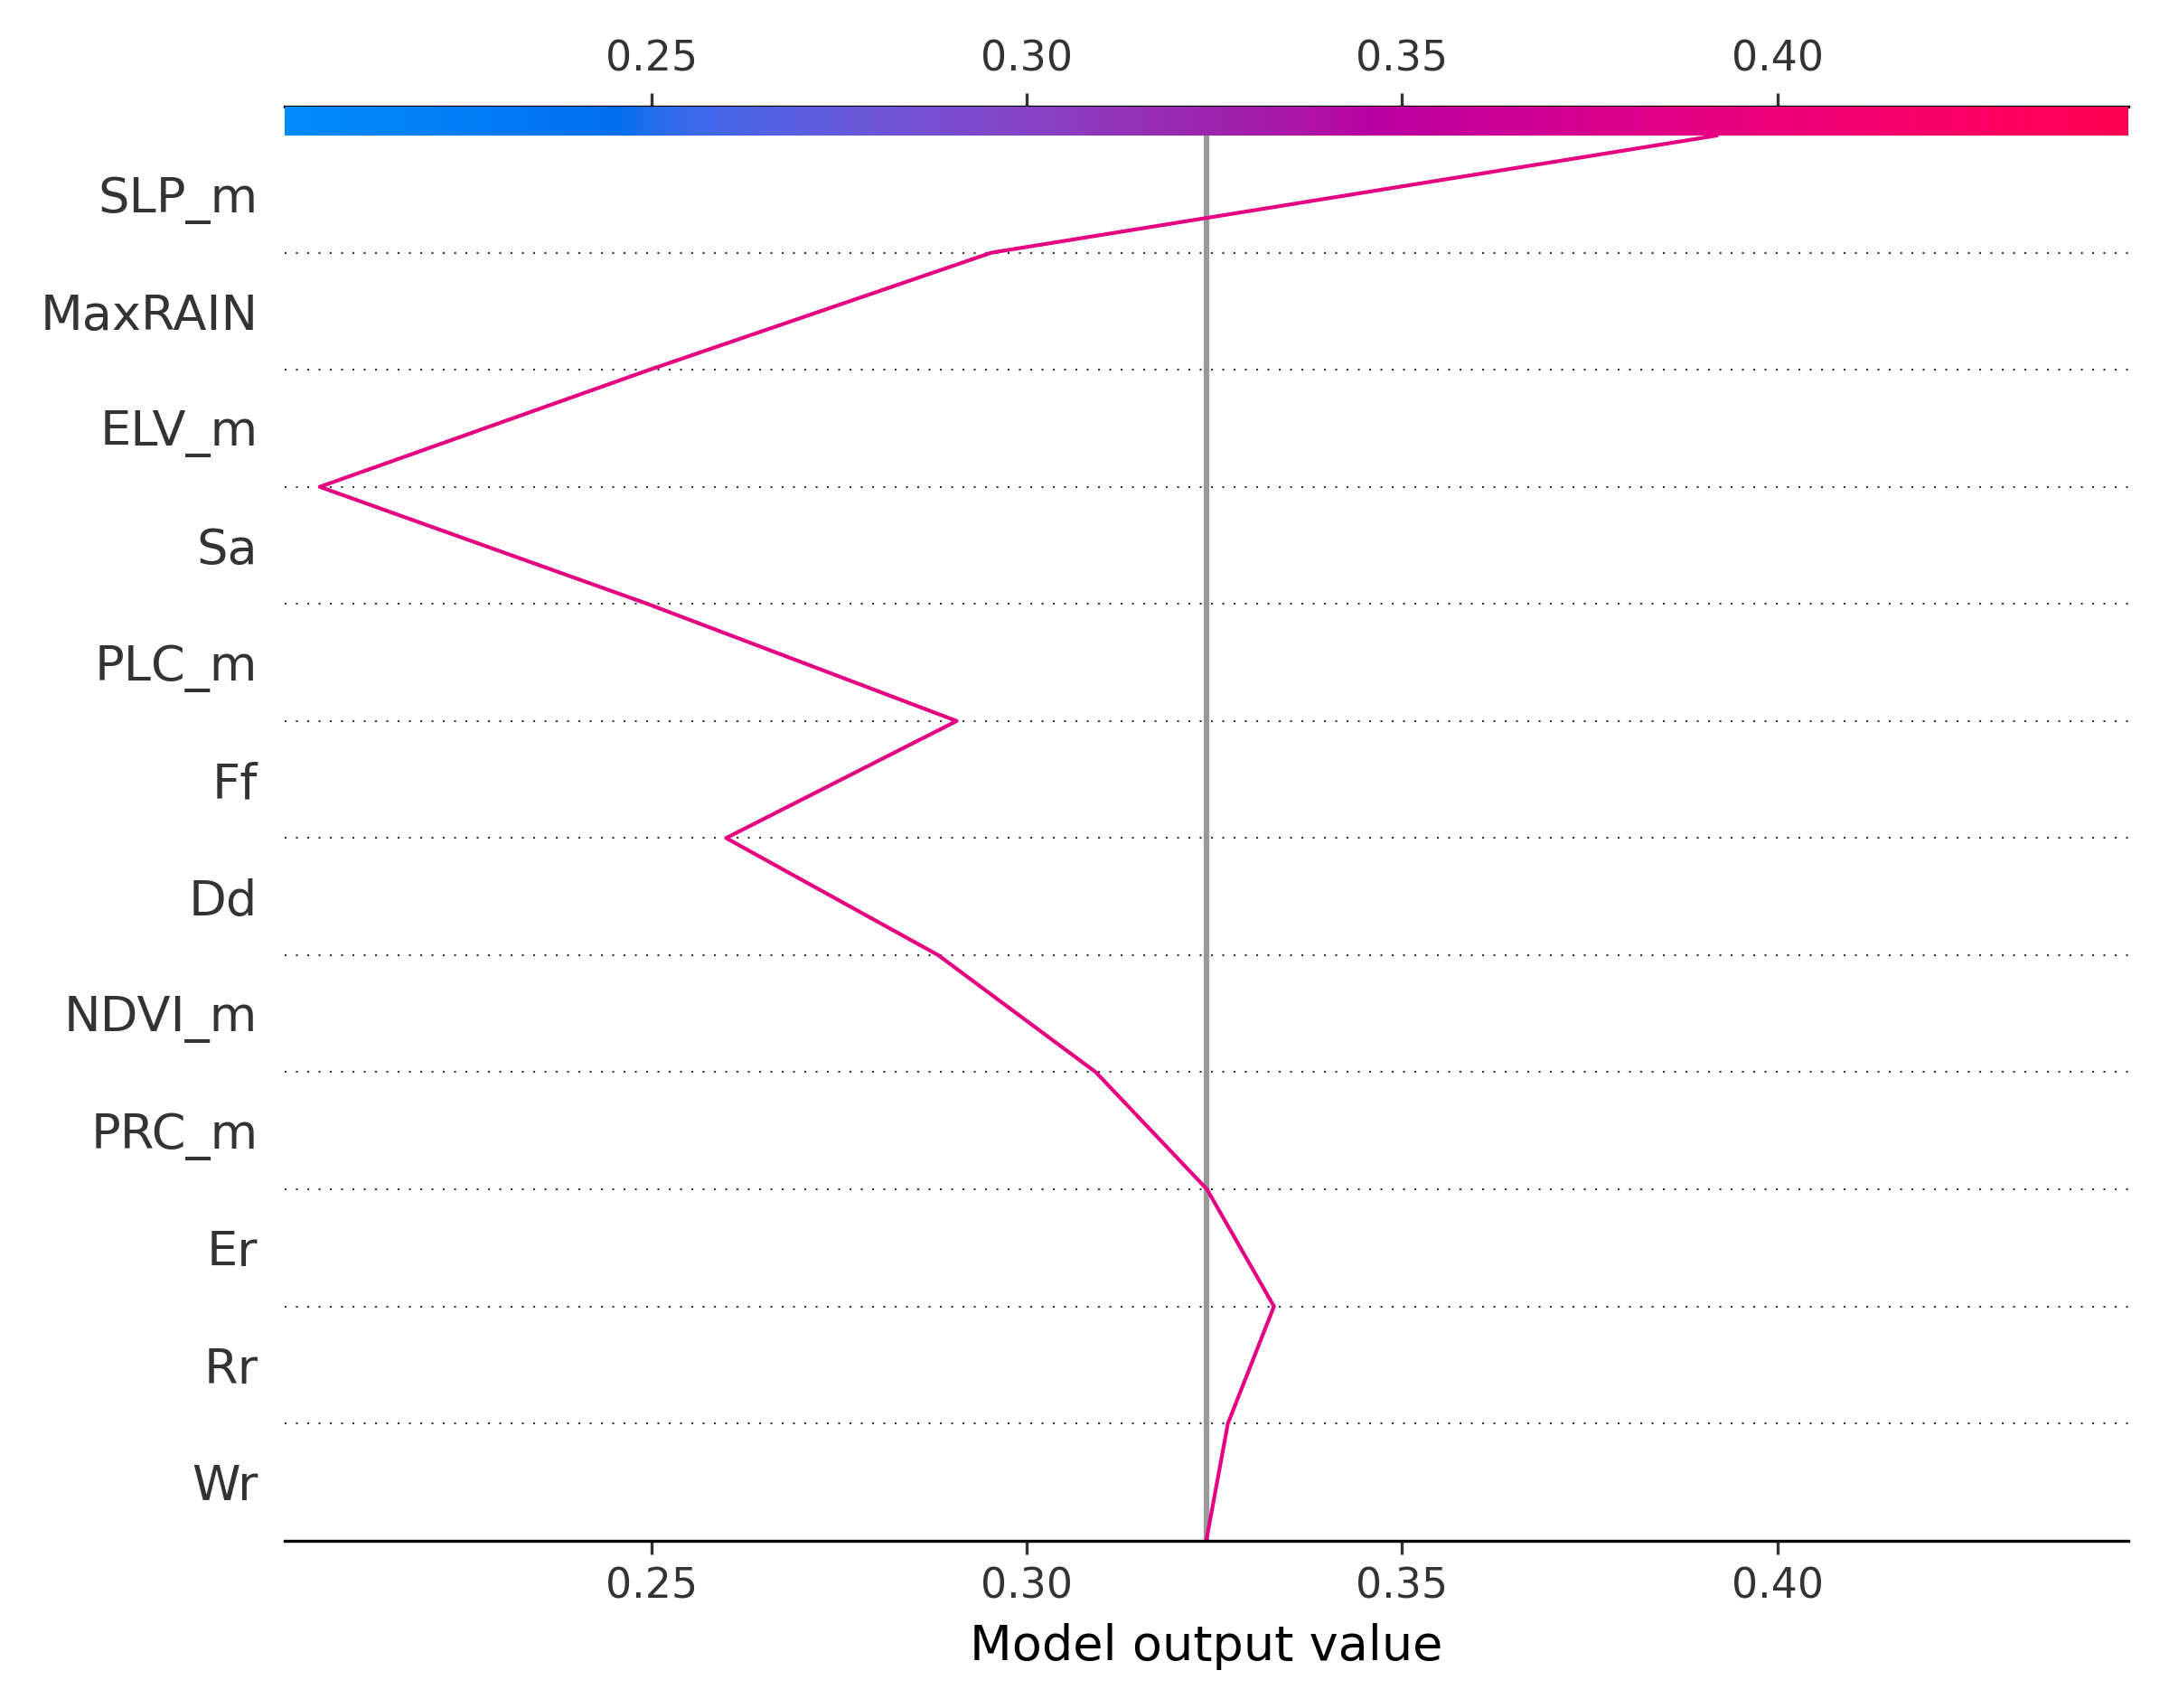 0.25 0.30 0.35 0.40
SLP_m
MaxRAIN
ELV_m
Sa
PLC_m
Ff
Dd
NDVI_m
PRC_m
Er
Rr
Wr
0.25 0.30 0.35 0.40
Model output value